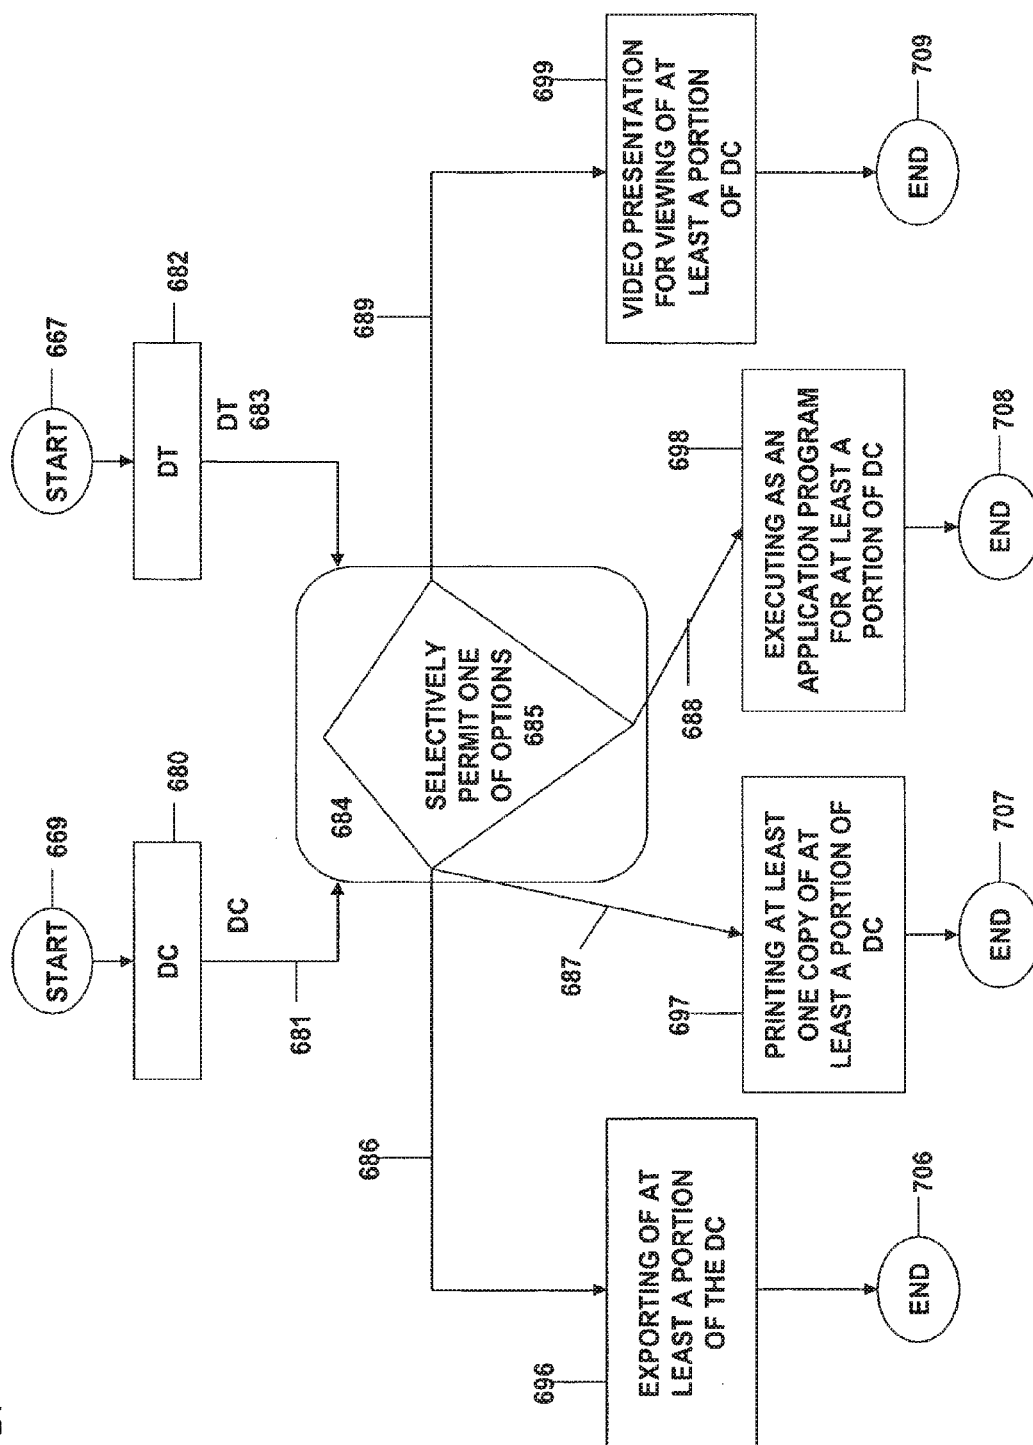 START
669
DC
680
DC
681
START
667
DT
682
DT
683
684
SELECTIVELY
PERMIT ONE
OF OPTIONS
685
686
687
688
689
696
EXPORTING OF AT
LEAST A PORTION
OF THE DC
END
706
697
PRINTING AT LEAST
ONE COPY OF AT
LEAST A PORTION OF
DC
END
707
698
EXECUTING AS AN
APPLICATION PROGRAM
FOR AT LEAST A
PORTION OF DC
END
708
699
VIDEO PRESENTATION
FOR VIEWING OF AT
LEAST A PORTION
OF DC
END
709